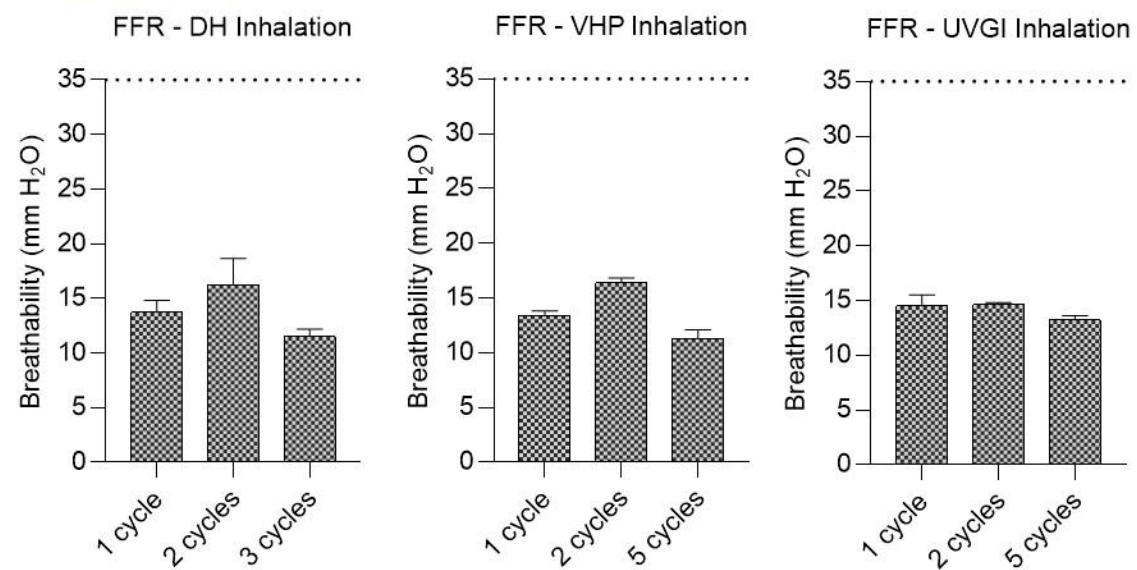 FFR - DH Inhalation
Breathability (mm H₂O)
35
30
25
20
15
10
5
0
1 cycle
2 cycles
3 cycles
FFR - VHP Inhalation
Breathability (mm H₂O)
35
30
25
20
15
10
5
0
1 cycle
2 cycles
5 cycles
FFR - UVGI Inhalation
Breathability (mm H₂O)
35
30
25
20
15
10
5
0
1 cycle
2 cycles
5 cycles